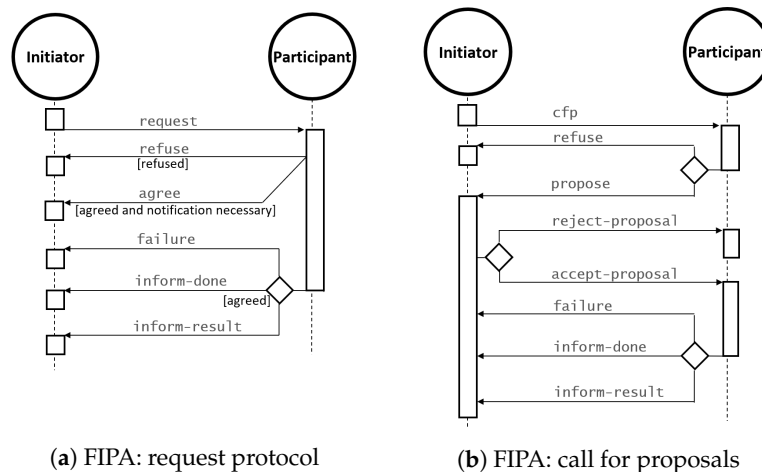 Initiator
Participant
request
refuse
[refused]
agree
[agreed and notification necessary]
failure
inform-done
[agreed]
inform-result
(a) FIPA: request protocol
Initiator
Participant
cfp
refuse
propose
reject-proposal
accept-proposal
failure
inform-done
inform-result
(b) FIPA: call for proposals